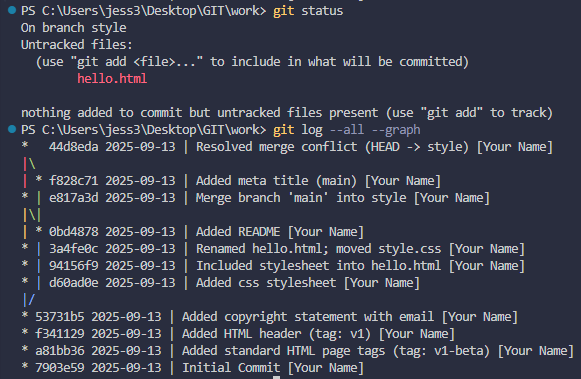 PS C:\Users\jess3\Desktop\GIT\work> git status
On branch style
Untracked files:
  (use "git add <file>..." to include in what will be committed)
        hello.html

nothing added to commit but untracked files present (use "git add" to track)
PS C:\Users\jess3\Desktop\GIT\work> git log --all --graph
*   44d8eda 2025-09-13 | Resolved merge conflict (HEAD -> style) [Your Name]
|\
| * f828c71 2025-09-13 | Added meta title (main) [Your Name]
* | e817a3d 2025-09-13 | Merge branch 'main' into style [Your Name]
|\|
| * 0bd4878 2025-09-13 | Added README [Your Name]
* | 3a4fe0c 2025-09-13 | Renamed hello.html; moved style.css [Your Name]
* | 94156f9 2025-09-13 | Included stylesheet into hello.html [Your Name]
* | d60ad0e 2025-09-13 | Added css stylesheet [Your Name]
|/
* 53731b5 2025-09-13 | Added copyright statement with email [Your Name]
* f341129 2025-09-13 | Added HTML header (tag: v1) [Your Name]
* a81bb36 2025-09-13 | Added standard HTML page tags (tag: v1-beta) [Your Name]
* 7903e59 2025-09-13 | Initial Commit [Your Name]